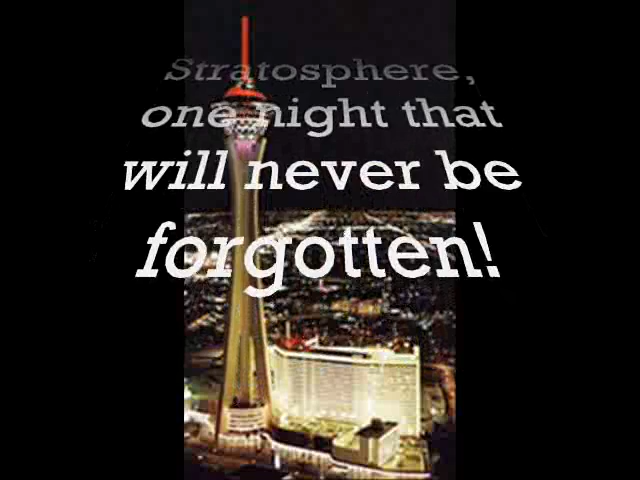 Stratosphere,
one night that
will never be
forgotten!